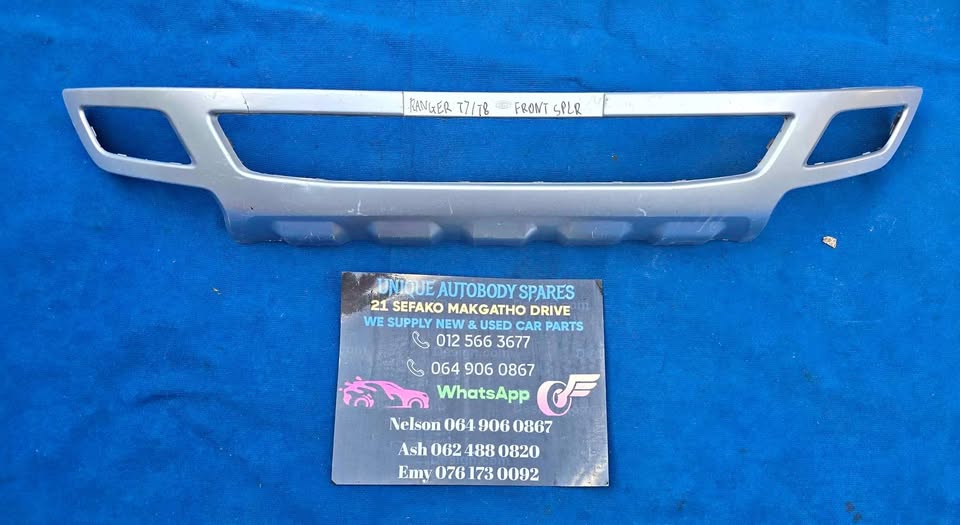 RANGER T7/T8 FRONT SPLR
UNIQUE AUTOBODY SPARES
21 SEFAKO MAKGATHO DRIVE
WE SUPPLY NEW & USED CAR PARTS
012 566 3677
064 906 0867
WhatsApp
Nelson 064 906 0867
Ash 062 488 0820
Emy 076 173 0092